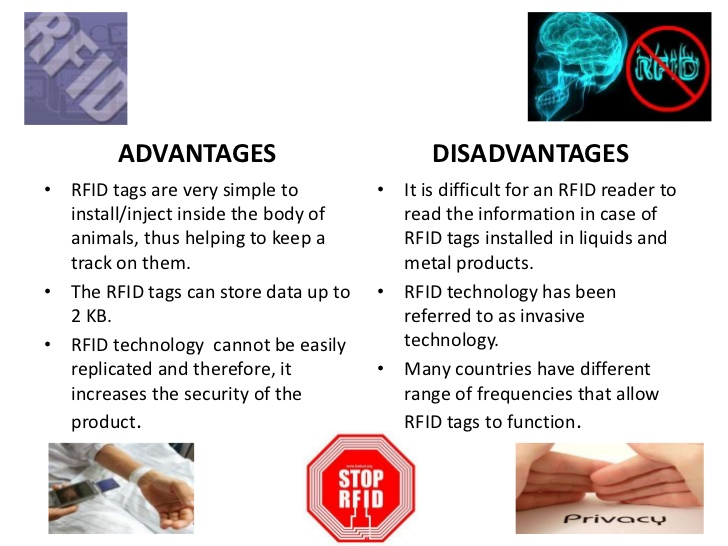 RFID
RFID
ADVANTAGES
• RFID tags are very simple to
install/inject inside the body of
animals, thus helping to keep a
track on them.
• The RFID tags can store data up to
2 KB.
• RFID technology cannot be easily
replicated and therefore, it
increases the security of the
product.
DISADVANTAGES
• It is difficult for an RFID reader to
read the information in case of
RFID tags installed in liquids and
metal products.
• RFID technology has been
referred to as invasive
technology.
• Many countries have different
range of frequencies that allow
RFID tags to function.
STOP
RFID
Privacy